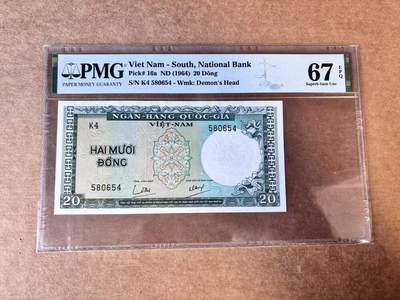 PMG
PAPER MONEY GUARANTY
Viet Nam - South, National Bank
Pick# 16a ND (1964) 20 Dông
S/N K4 580654 - Wmk: Demon's Head
67 EPQ
Superb Gem Unc
NGÂN-HÀNG QUỐC-GIA
VIỆT-NAM
K4
580654
HAI MƯƠI
ĐỒNG
580654
20
20